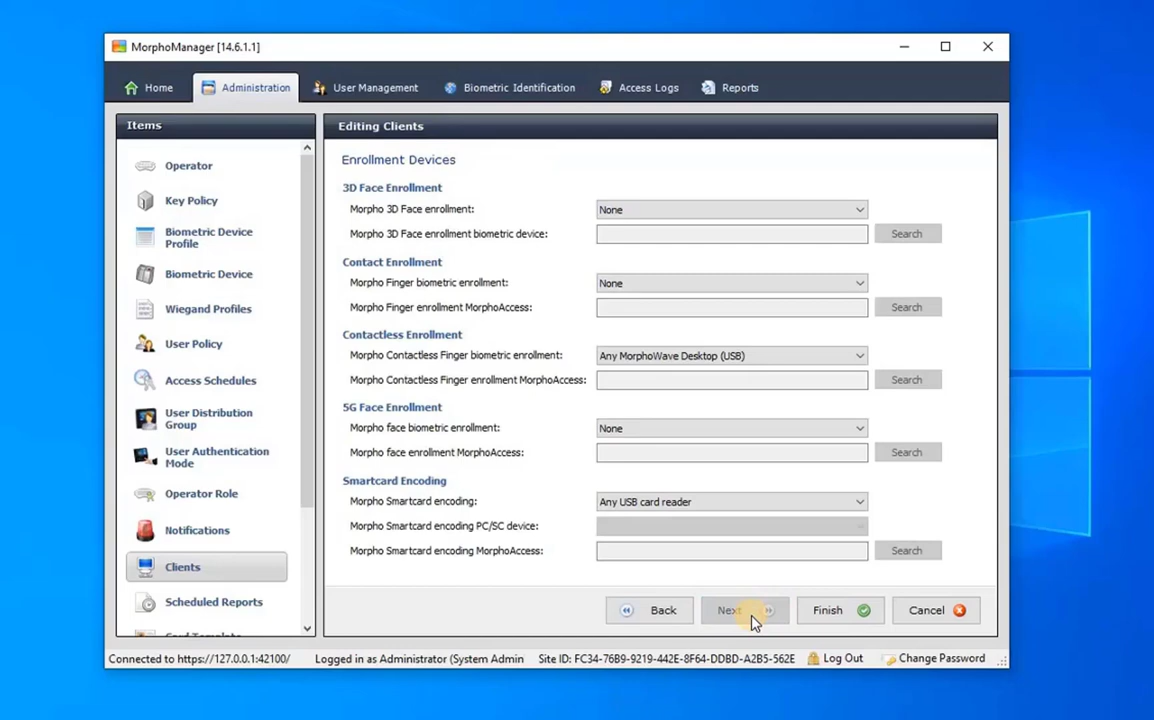 MorphoManager [14.6.1.1]
Home
Administration
User Management
Biometric Identification
Access Logs
Reports
Items
Operator
Key Policy
Biometric Device
Profile
Biometric Device
Wiegand Profiles
User Policy
Access Schedules
User Distribution
Group
User Authentication
Mode
Operator Role
Notifications
Clients
Scheduled Reports
Card Template
Editing Clients
Enrollment Devices
3D Face Enrollment
Morpho 3D Face enrollment: None
Morpho 3D Face enrollment biometric device: Search
Contact Enrollment
Morpho Finger biometric enrollment: None
Morpho Finger enrollment MorphoAccess: Search
Contactless Enrollment
Morpho Contactless Finger biometric enrollment: Any MorphoWave Desktop (USB)
Morpho Contactless Finger enrollment MorphoAccess: Search
5G Face Enrollment
Morpho face biometric enrollment: None
Morpho face enrollment MorphoAccess: Search
Smartcard Encoding
Morpho Smartcard encoding: Any USB card reader
Morpho Smartcard encoding PC/SC device:
Morpho Smartcard encoding MorphoAccess: Search
Back
Next
Finish
Cancel
Connected to https://127.0.0.1:42100/
Logged in as Administrator (System Admin
Site ID: FC34-76B9-9219-442E-8F64-DDBD-A2B5-562E
Log Out
Change Password